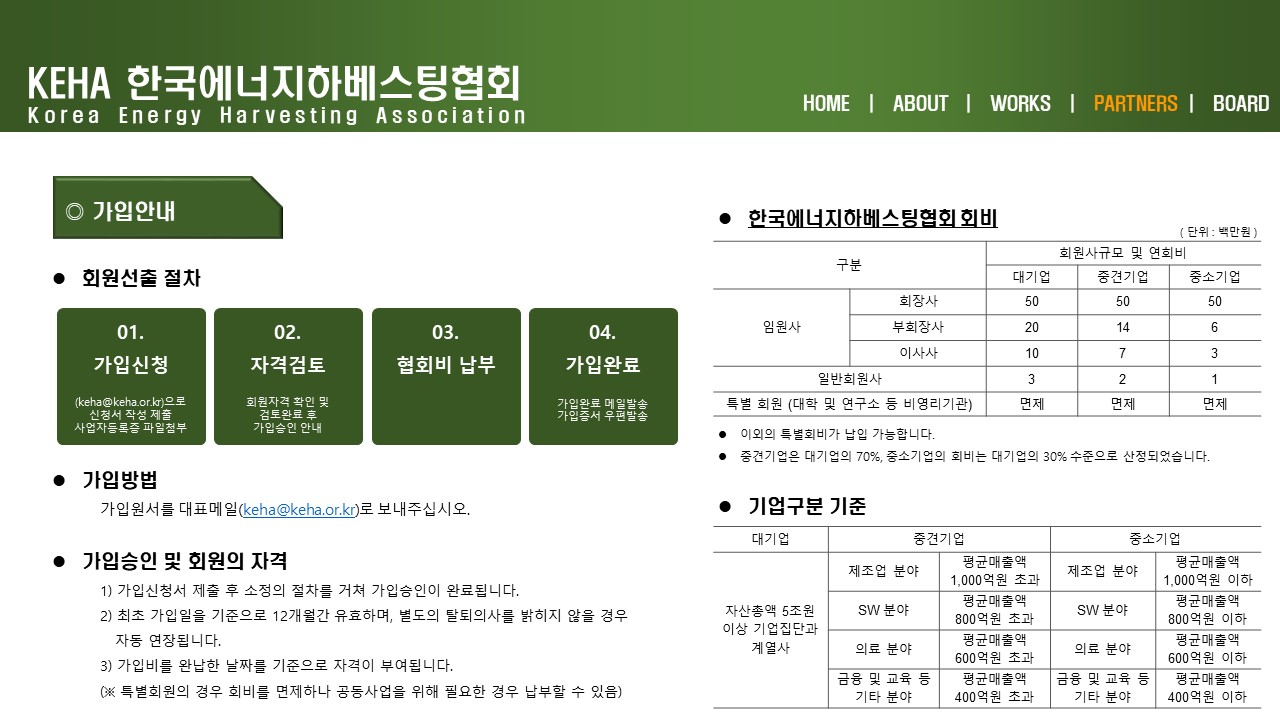 KEHA 한국에너지하베스팅협회
Korea Energy Harvesting Association
HOME | ABOUT | WORKS | PARTNERS | BOARD
◎ 가입안내
● 회원선출 절차
01.
가입신청
(keha@keha.or.kr)으로
신청서 작성 제출
사업자등록증 파일첨부
02.
자격검토
회원자격 확인 및
검토완료 후
가입승인 안내
03.
협회비 납부
04.
가입완료
가입완료 메일발송
가입증서 우편발송
● 가입방법
가입원서를 대표메일(keha@keha.or.kr)로 보내주십시오.
● 가입승인 및 회원의 자격
1) 가입신청서 제출 후 소정의 절차를 거쳐 가입승인이 완료됩니다.
2) 최초 가입일을 기준으로 12개월간 유효하며, 별도의 탈퇴의사를 밝히지 않을 경우
자동 연장됩니다.
3) 가입비를 완납한 날짜를 기준으로 자격이 부여됩니다.
(※ 특별회원의 경우 회비를 면제하나 공동사업을 위해 필요한 경우 납부할 수 있음)
● 한국에너지하베스팅협회 회비
( 단위 : 백만원 )
구분 회원사규모 및 연회비
대기업 중견기업 중소기업
임원사 회장사 50 50 50
부회장사 20 14 6
이사사 10 7 3
일반회원사 3 2 1
특별 회원 (대학 및 연구소 등 비영리기관) 면제 면제 면제
● 이외의 특별회비가 납입 가능합니다.
● 중견기업은 대기업의 70%, 중소기업의 회비는 대기업의 30% 수준으로 산정되었습니다.
● 기업구분 기준
대기업 중견기업 중소기업
자산총액 5조원
이상 기업집단과
계열사
제조업 분야 평균매출액
1,000억원 초과
제조업 분야 평균매출액
1,000억원 이하
SW 분야 평균매출액
800억원 초과
SW 분야 평균매출액
800억원 이하
의료 분야 평균매출액
600억원 초과
의료 분야 평균매출액
600억원 이하
금융 및 교육 등
기타 분야
평균매출액
400억원 초과
금융 및 교육 등
기타 분야
평균매출액
400억원 이하